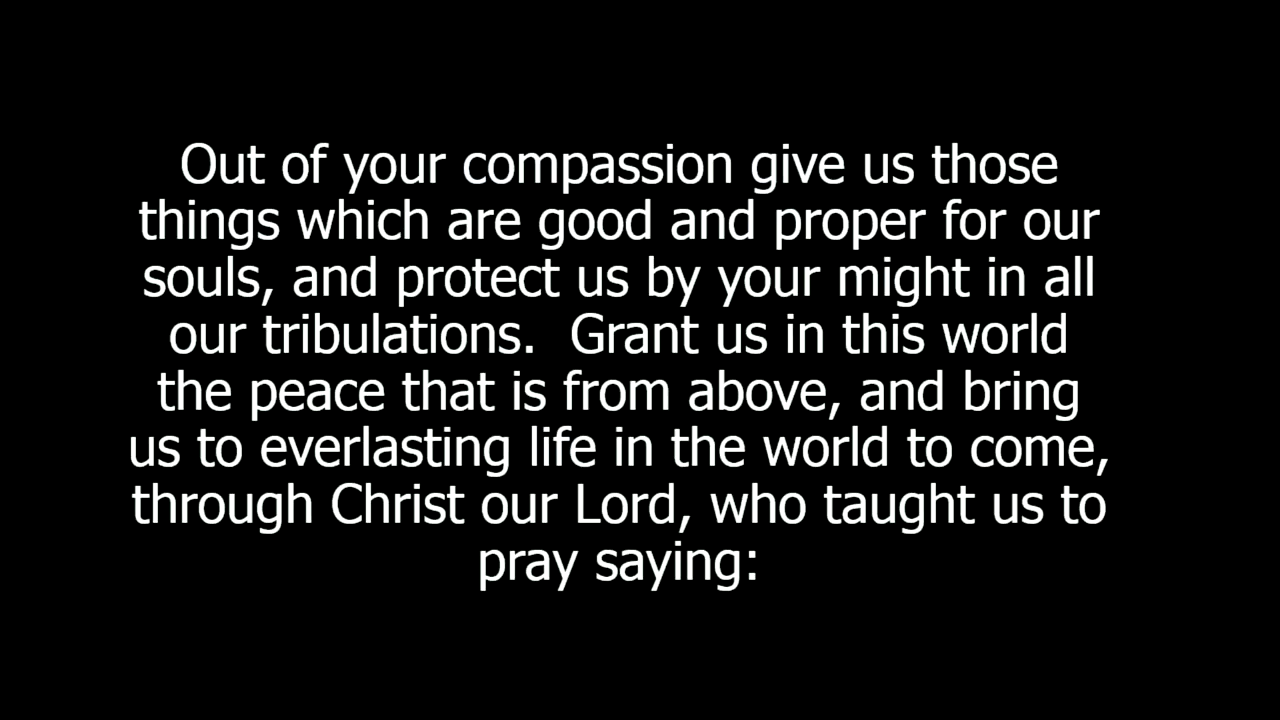 Out of your compassion give us those
things which are good and proper for our
souls, and protect us by your might in all
our tribulations.  Grant us in this world
the peace that is from above, and bring
us to everlasting life in the world to come,
through Christ our Lord, who taught us to
pray saying: